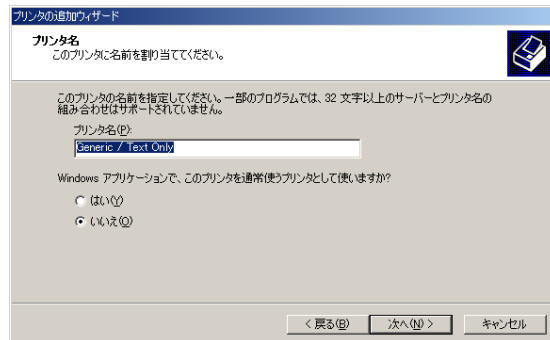 プリンタの追加ウィザード
プリンタ名
このプリンタに名前を割り当ててください。
このプリンタの名前を指定してください。一部のプログラムでは、32 文字以上のサーバーとプリンタ名の
組み合わせはサポートされていません。
プリンタ名(P):
Generic / Text Only
Windows アプリケーションで、このプリンタを通常使うプリンタとして使いますか?
はい(Y)
いいえ(O)
< 戻る(B)
次へ(N) >
キャンセル